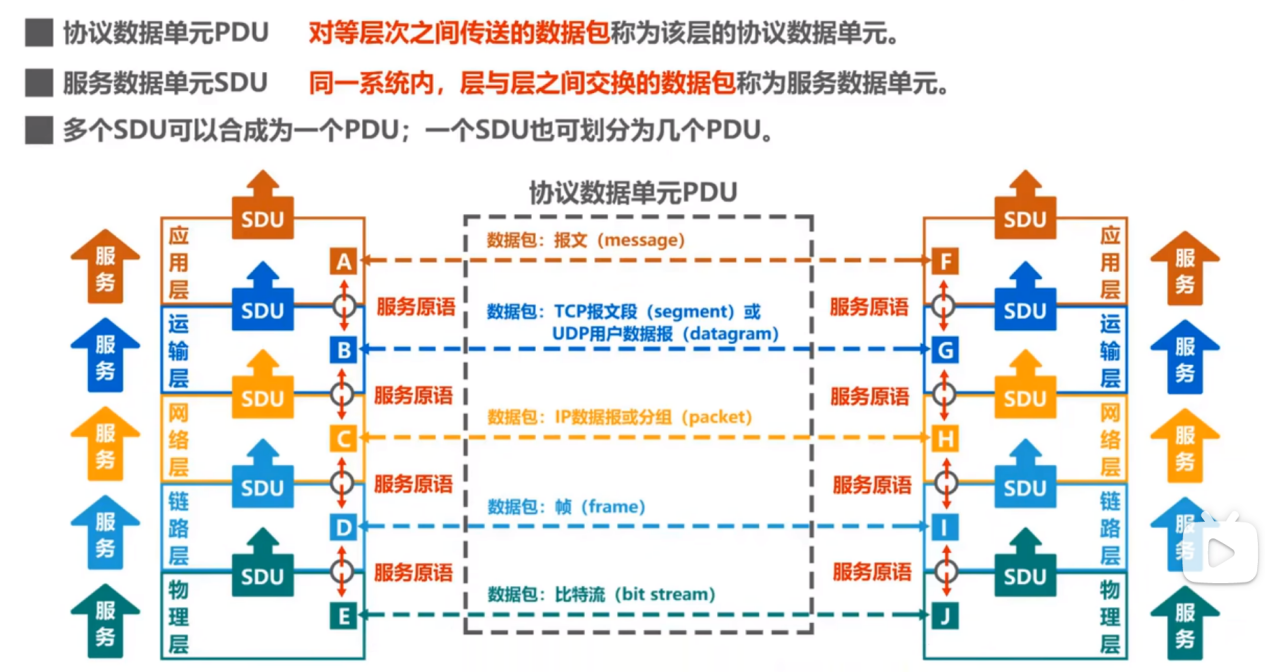 协议数据单元PDU 对等层次之间传送的数据包称为该层的协议数据单元。
服务数据单元SDU 同一系统内，层与层之间交换的数据包称为服务数据单元。
多个SDU可以合成为一个PDU；一个SDU也可划分为几个PDU。
协议数据单元PDU
SDU
SDU
服务
应用层
数据包：报文（message）
应用层
服务
A
F
SDU
服务原语
数据包：TCP报文段（segment）或
UDP用户数据报（datagram）
服务原语
SDU
服务
运输层
B
G
运输层
服务
SDU
服务原语
服务原语
SDU
服务
网络层
数据包：IP数据报或分组（packet）
网络层
服务
C
H
SDU
服务原语
服务原语
SDU
服务
链路层
数据包：帧（frame）
链路层
服务
D
I
SDU
服务原语
服务原语
SDU
服务
物理层
数据包：比特流（bit stream）
物理层
服务
E
J